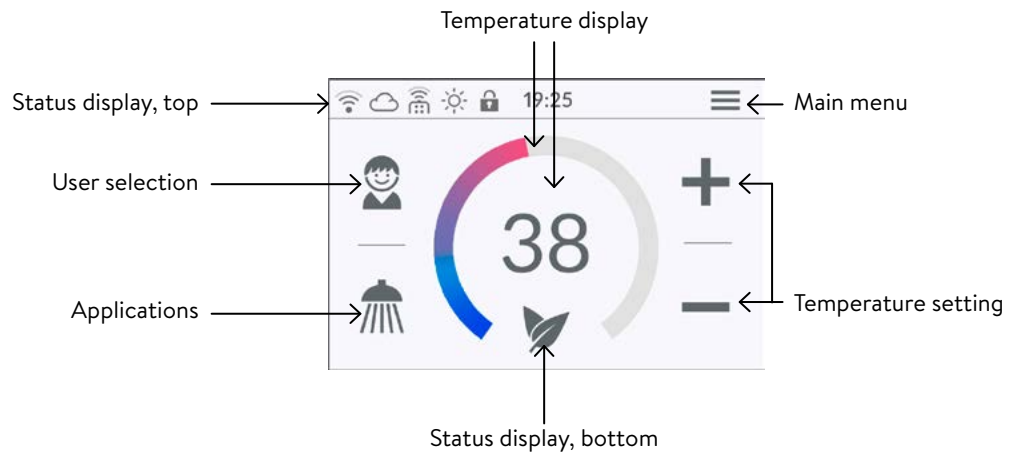 Temperature display
Status display, top
19:25
Main menu
User selection
38
Applications
Temperature setting
Status display, bottom